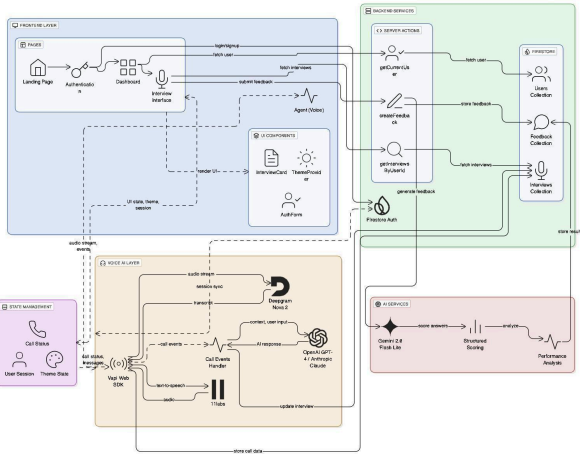 FRONTEND LAYER
PAGES
Landing Page
Authenticatio
n
Dashboard
Interview
Interface
login/signup
fetch user
fetch interviews
submit feedback
Agent (Voice)
UI COMPONENTS
InterviewCard
ThemeProvid
er
AuthForm
render UI
UI state, theme,
session
BACKEND SERVICES
SERVER ACTIONS
getCurrentUs
er
createFeedba
ck
getInterviews
ByUserId
FIRESTORE
Users
Collection
Feedback
Collection
Interviews
Collection
fetch user
store feedback
fetch interviews
generate feedback
Firestore Auth
store result
audio stream,
events
STATE MANAGEMENT
Call Status
User Session
Theme State
call status,
messages
VOICE AI LAYER
audio stream
session sync
transcript
Deepgram
Nova 2
call events
Vapi Web
SDK
Call Events
Handler
context, user input
AI response
OpenAI GPT-
4 / Anthropic
Claude
text-to-speech
audio
11labs
update interview
store call data
AI SERVICES
Gemini 2.0
Flash Lite
score answers
Structured
Scoring
analyze
Performance
Analysis